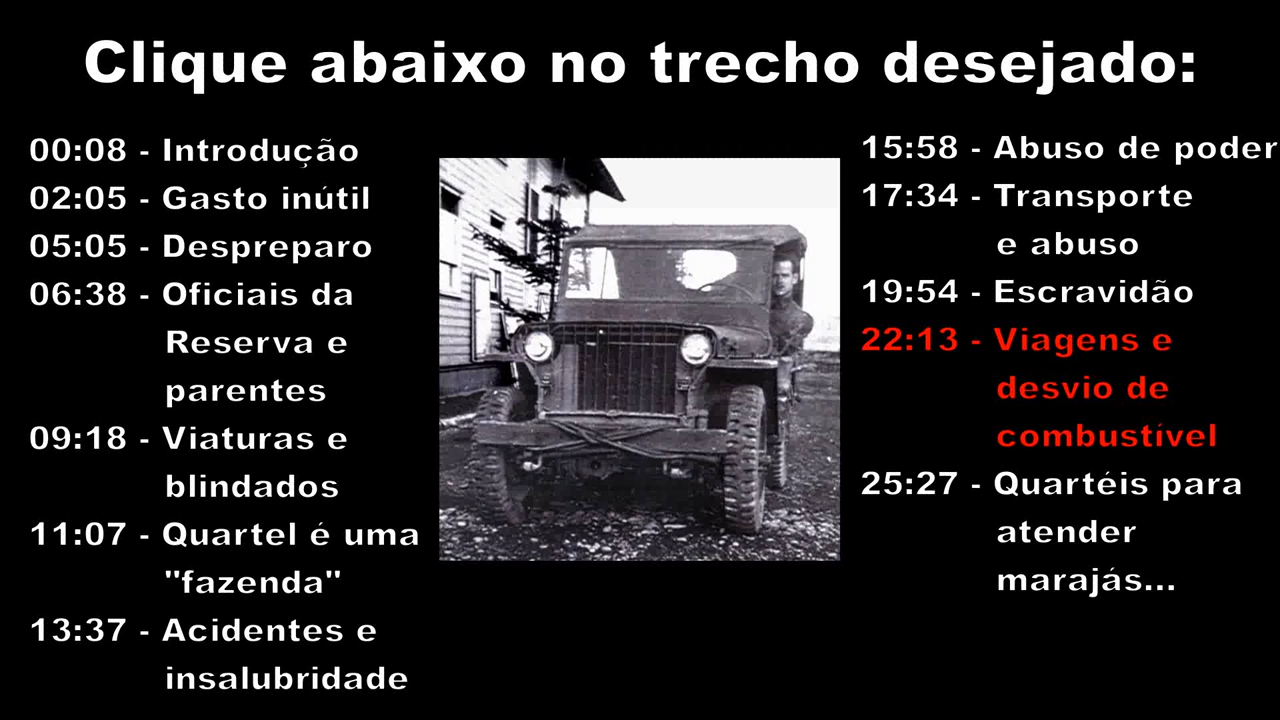 Clique abaixo no trecho desejado:
00:08 - Introdução
02:05 - Gasto inútil
05:05 - Despreparo
06:38 - Oficiais da
Reserva e
parentes
09:18 - Viaturas e
blindados
11:07 - Quartel é uma
"fazenda"
13:37 - Acidentes e
insalubridade
15:58 - Abuso de poder
17:34 - Transporte
e abuso
19:54 - Escravidão
22:13 - Viagens e
desvio de
combustível
25:27 - Quartéis para
atender
marajás...